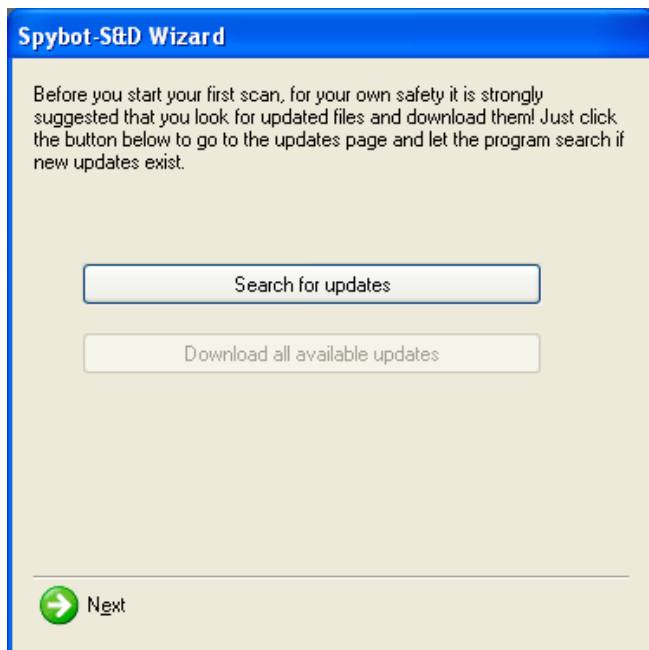 Spybot-S&D Wizard
Before you start your first scan, for your own safety it is strongly
suggested that you look for updated files and download them! Just click
the button below to go to the updates page and let the program search if
new updates exist.
Search for updates
Download all available updates
Next